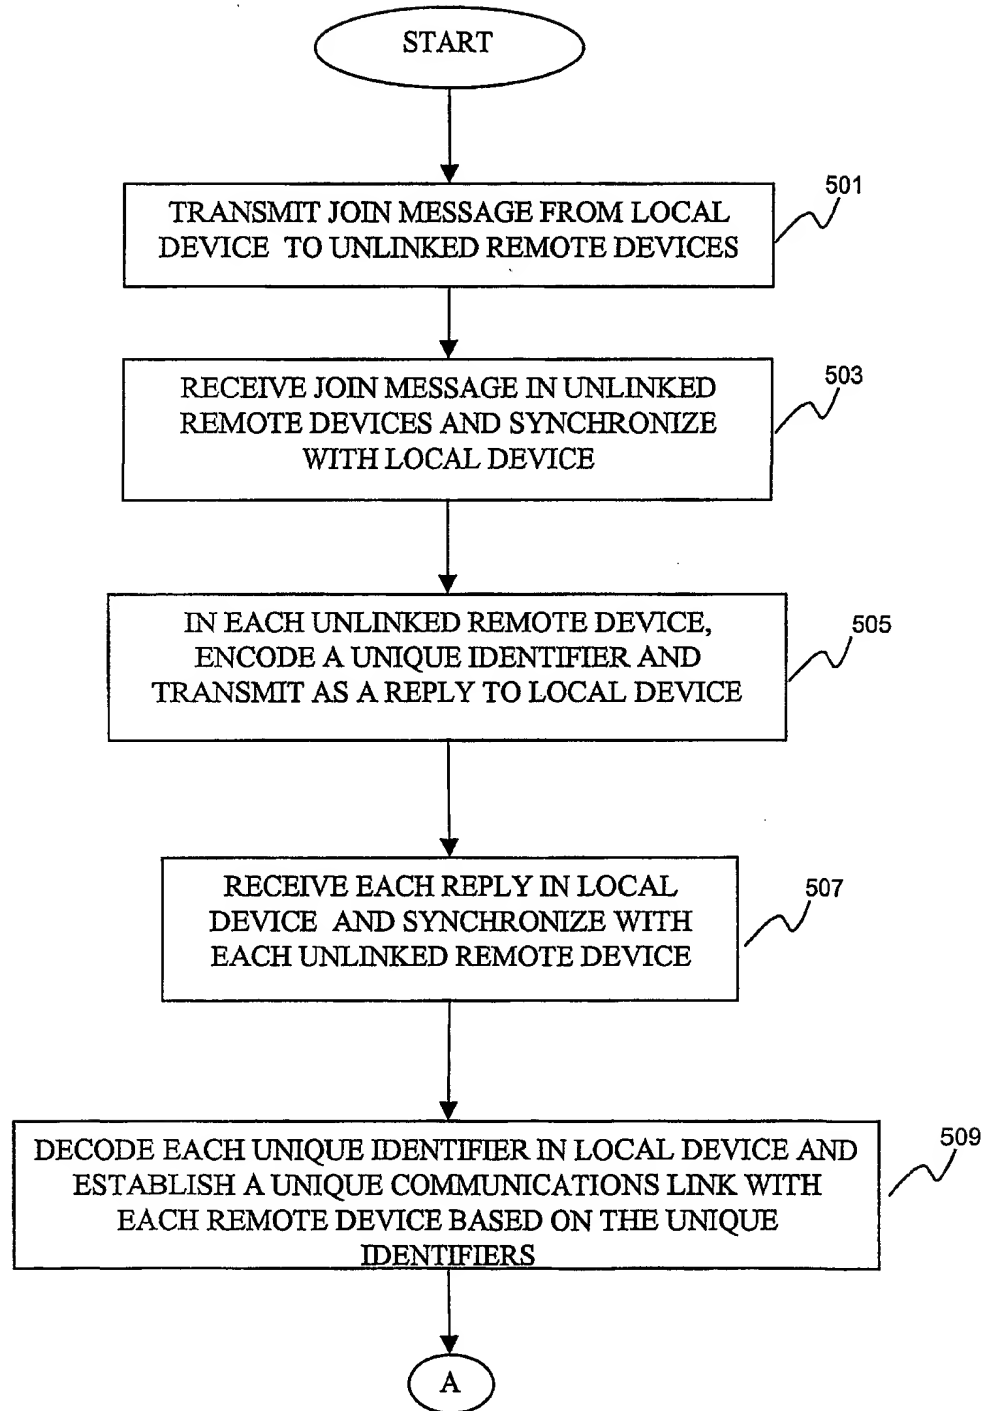 START
501
TRANSMIT JOIN MESSAGE FROM LOCAL
DEVICE TO UNLINKED REMOTE DEVICES
503
RECEIVE JOIN MESSAGE IN UNLINKED
REMOTE DEVICES AND SYNCHRONIZE
WITH LOCAL DEVICE
505
IN EACH UNLINKED REMOTE DEVICE,
ENCODE A UNIQUE IDENTIFIER AND
TRANSMIT AS A REPLY TO LOCAL DEVICE
507
RECEIVE EACH REPLY IN LOCAL
DEVICE AND SYNCHRONIZE WITH
EACH UNLINKED REMOTE DEVICE
509
DECODE EACH UNIQUE IDENTIFIER IN LOCAL DEVICE AND
ESTABLISH A UNIQUE COMMUNICATIONS LINK WITH
EACH REMOTE DEVICE BASED ON THE UNIQUE
IDENTIFIERS
A